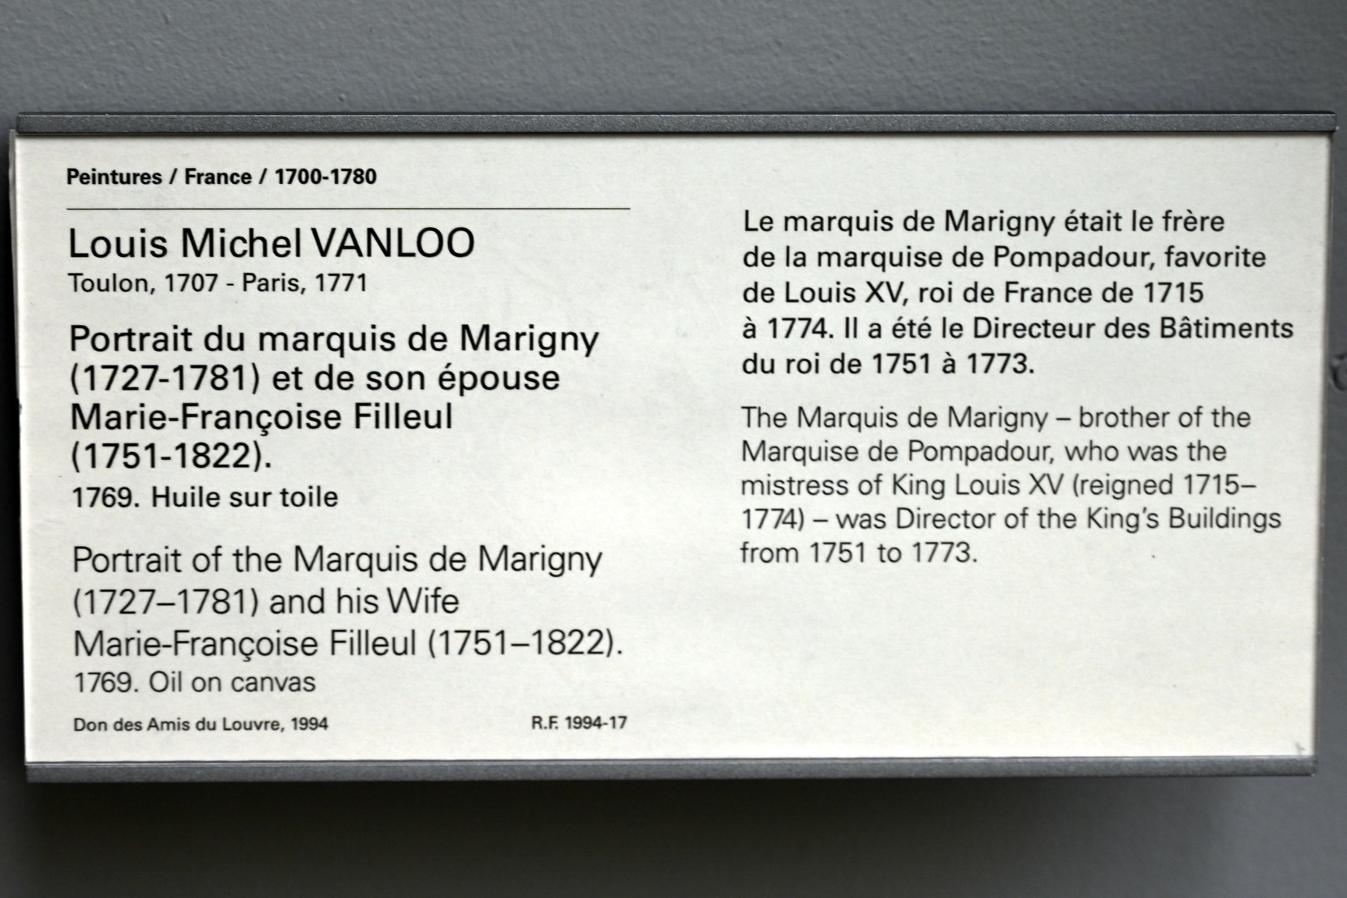 Peintures / France / 1700-1780
Louis Michel VANLOO
Toulon, 1707 - Paris, 1771
Portrait du marquis de Marigny
(1727-1781) et de son épouse
Marie-Françoise Filleul
(1751-1822).
1769. Huile sur toile
Portrait of the Marquis de Marigny
(1727–1781) and his Wife
Marie-Françoise Filleul (1751–1822).
1769. Oil on canvas
Don des Amis du Louvre, 1994
R.F. 1994-17
Le marquis de Marigny était le frère
de la marquise de Pompadour, favorite
de Louis XV, roi de France de 1715
à 1774. Il a été le Directeur des Bâtiments
du roi de 1751 à 1773.
The Marquis de Marigny – brother of the
Marquise de Pompadour, who was the
mistress of King Louis XV (reigned 1715–
1774) – was Director of the King's Buildings
from 1751 to 1773.